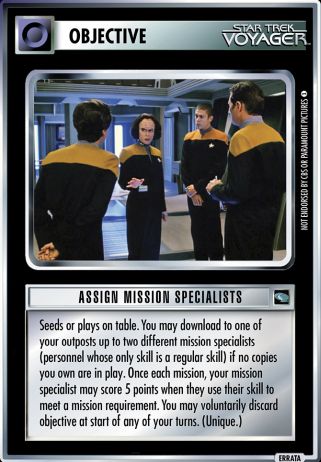 OBJECTIVE
STAR TREK
VOYAGER
NOT ENDORSED BY CBS OR PARAMOUNT PICTURES
ASSIGN MISSION SPECIALISTS
Seeds or plays on table. You may download to one of
your outposts up to two different mission specialists
(personnel whose only skill is a regular skill) if no copies
you own are in play. Once each mission, your mission
specialist may score 5 points when they use their skill to
meet a mission requirement. You may voluntarily discard
objective at start of any of your turns. (Unique.)
ERRATA